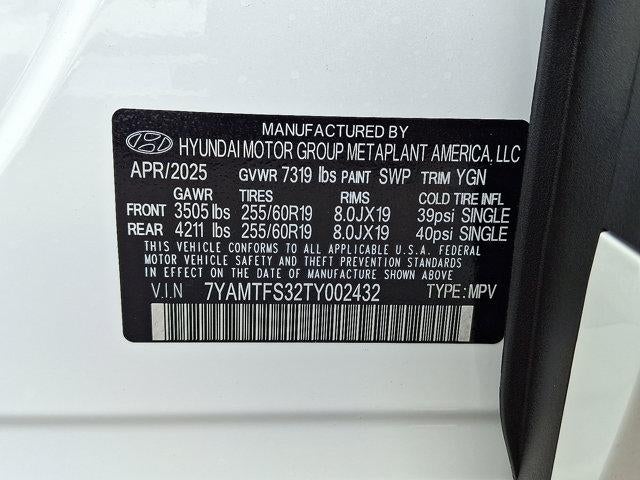 MANUFACTURED BY
HYUNDAI MOTOR GROUP METAPLANT AMERICA, LLC
APR/2025 GVWR 7319 lbs PAINT SWP TRIM YGN
GAWR TIRES RIMS COLD TIRE INFL
FRONT 3505 lbs 255/60R19 8.0JX19 39psi SINGLE
REAR 4211 lbs 255/60R19 8.0JX19 40psi SINGLE
THIS VEHICLE CONFORMS TO ALL APPLICABLE U.S.A. FEDERAL
MOTOR VEHICLE SAFETY AND THEFT PREVENTION STANDARDS
IN EFFECT ON THE DATE OF MANUFACTURE SHOWN ABOVE
V.I.N 7YAMTFS32TY002432 TYPE : MPV